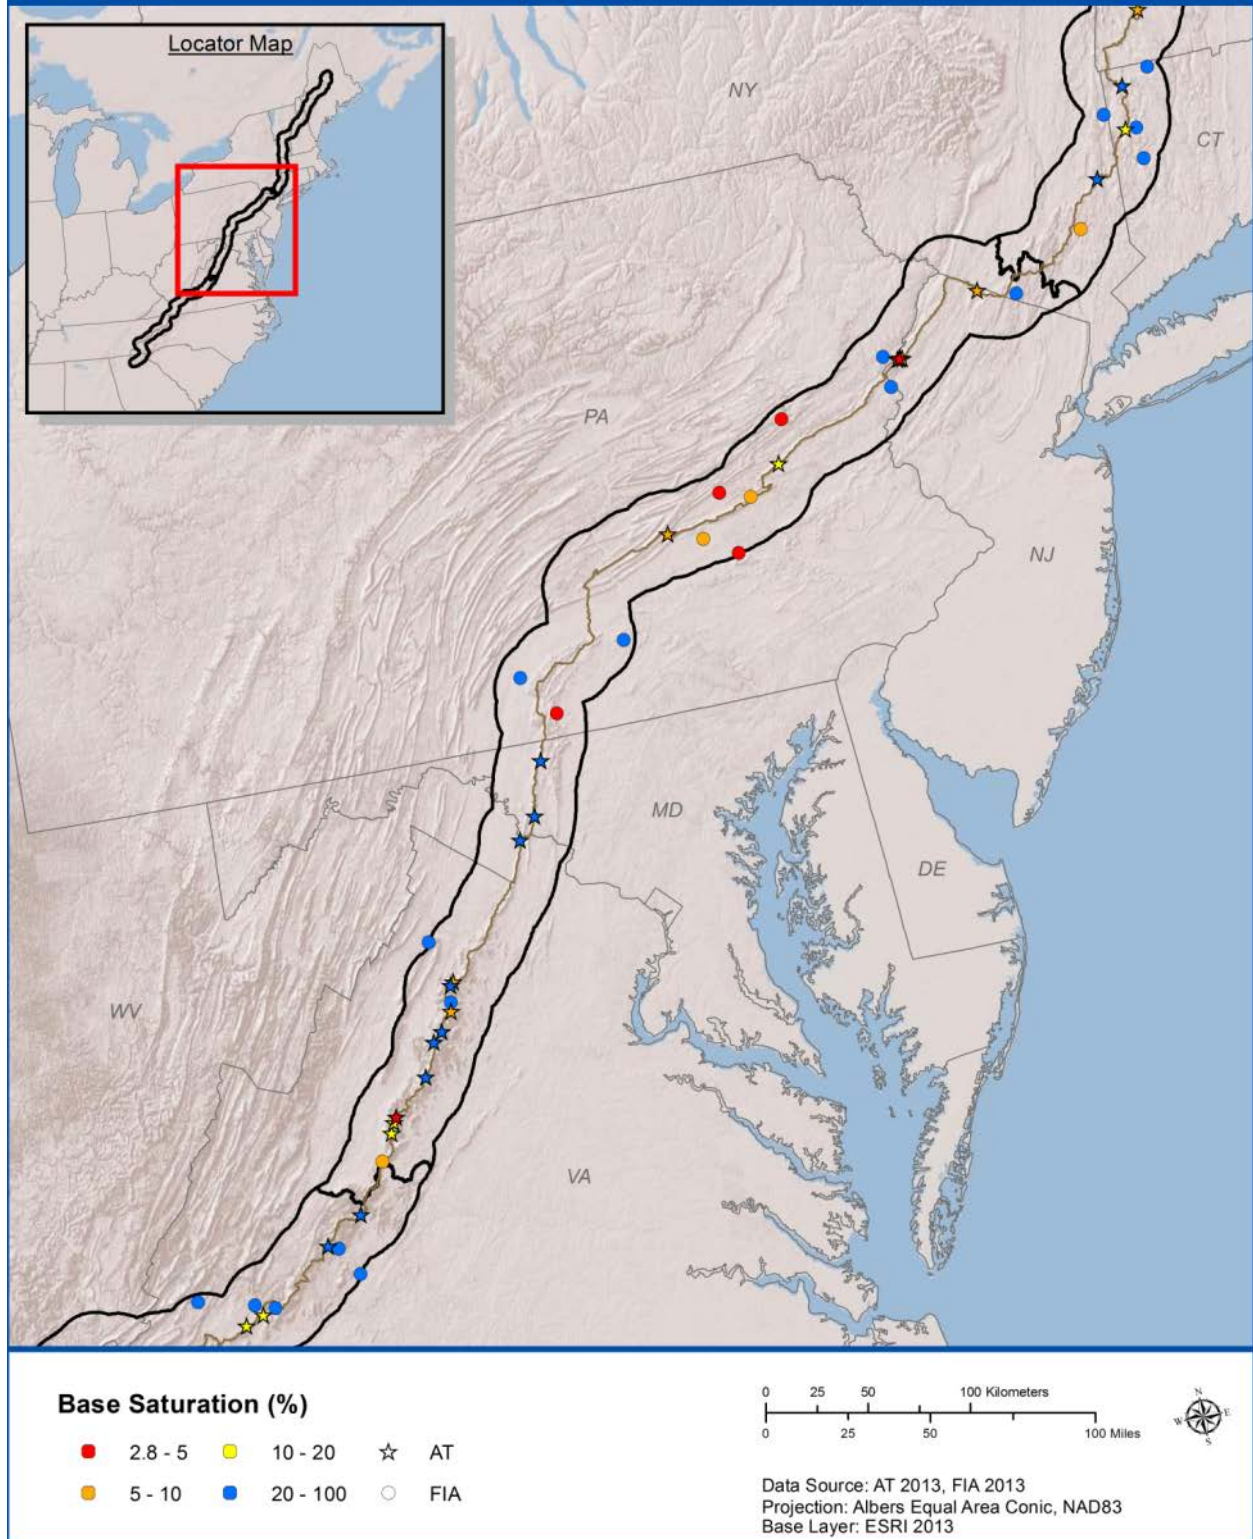 Locator Map
NY
CT
PA
NJ
MD
DE
WV
VA
Base Saturation (%)
2.8 - 5
10 - 20
AT
5 - 10
20 - 100
FIA
0 25 50 100 Kilometers
0 25 50 100 Miles
N
W E
S
Data Source: AT 2013, FIA 2013
Projection: Albers Equal Area Conic, NAD83
Base Layer: ESRI 2013